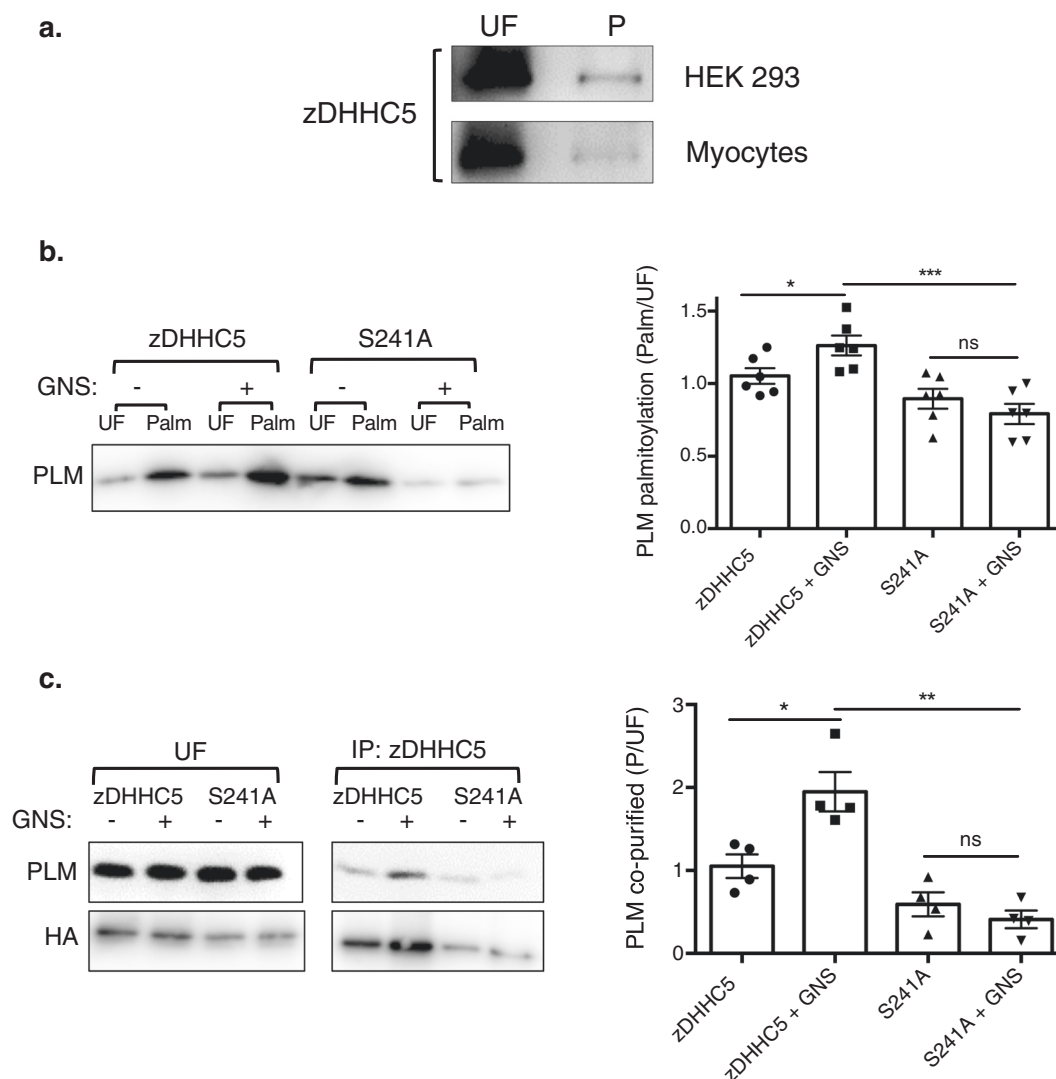 a.
UF P
zDHHC5
HEK 293
Myocytes
b.
zDHHC5 S241A
GNS: - + - +
UF Palm UF Palm UF Palm UF Palm
PLM
PLM palmitoylation (Palm/UF)
1.5
1.0
0.5
0.0
* *** ns
zDHHC5
zDHHC5 + GNS
S241A
S241A + GNS
c.
UF IP: zDHHC5
zDHHC5 S241A zDHHC5 S241A
GNS: - + - + - + - +
PLM
HA
PLM co-purified (P/UF)
3
2
1
0
* ** ns
zDHHC5
zDHHC5 + GNS
S241A
S241A + GNS